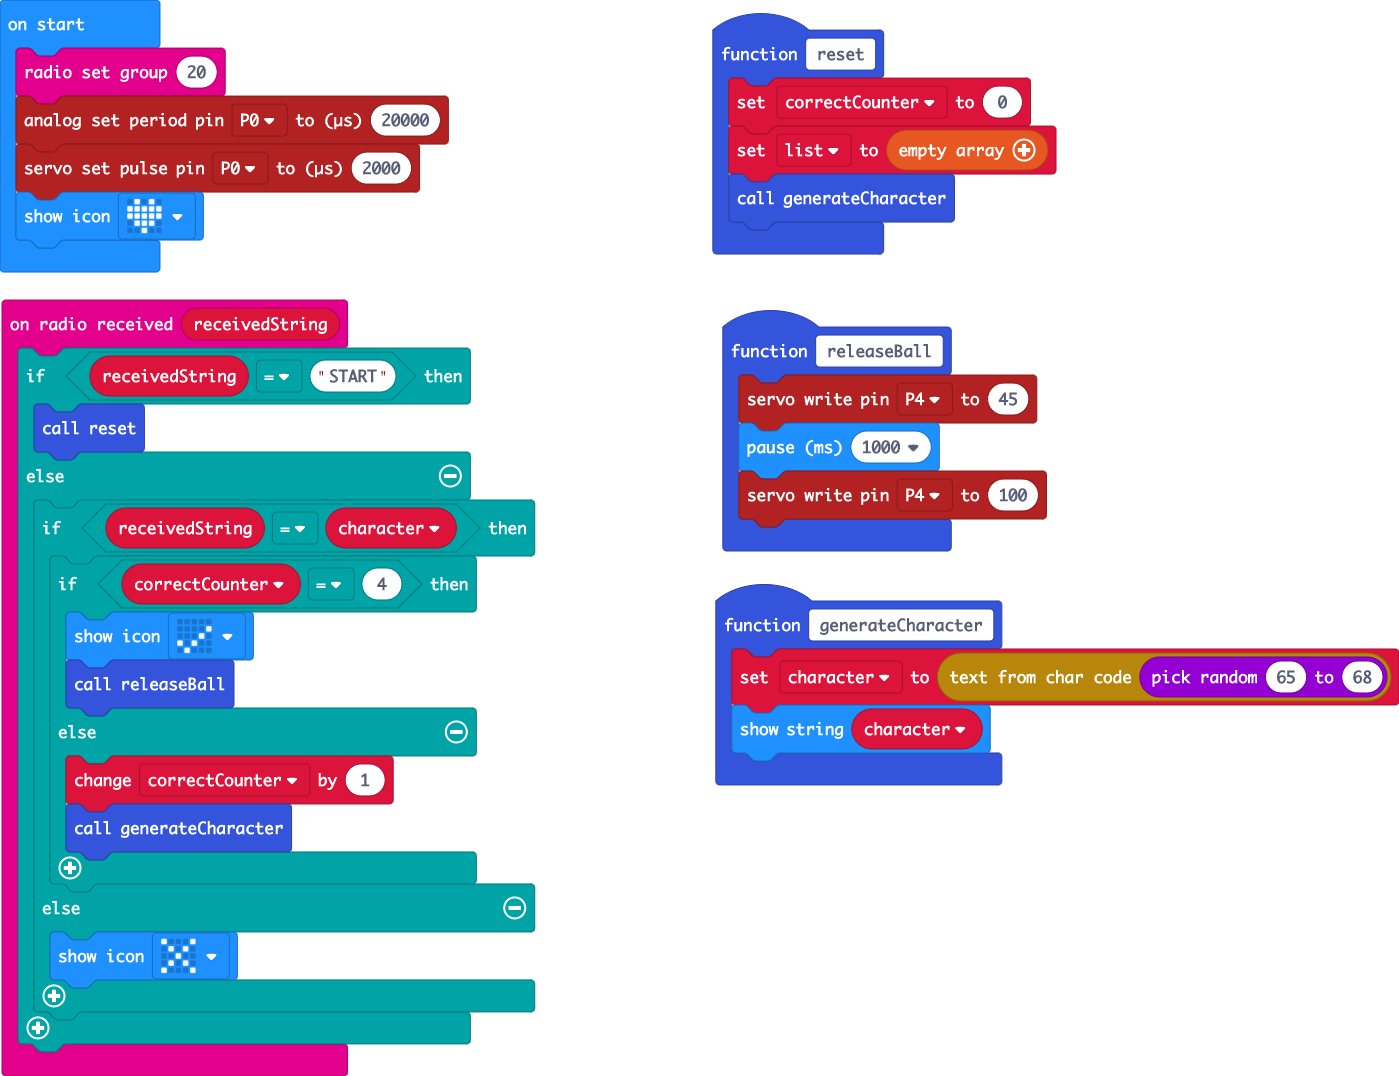 on start
radio set group 20
analog set period pin P0 to (µs) 20000
servo set pulse pin P0 to (µs) 2000
show icon
on radio received receivedString
if receivedString = "START" then
call reset
else
if receivedString = character then
if correctCounter = 4 then
show icon
call releaseBall
else
change correctCounter by 1
call generateCharacter
else
show icon
function reset
set correctCounter to 0
set list to empty array
call generateCharacter
function releaseBall
servo write pin P4 to 45
pause (ms) 1000
servo write pin P4 to 100
function generateCharacter
set character to text from char code pick random 65 to 68
show string character